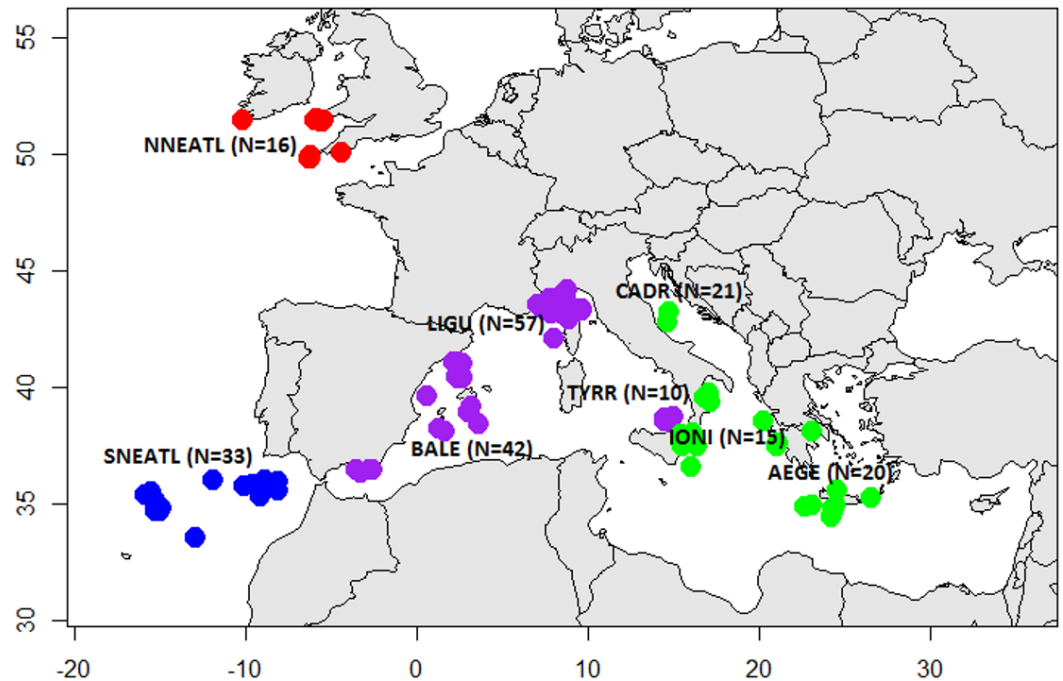 55
NNEATL (N=16)
50
45
CADR (N=21)
LIGU (N=57)
40
TYRR (N=10)
IONI (N=15)
BALE (N=42)
SNEATL (N=33)
AEGE (N=20)
35
30
-20 -10 0 10 20 30